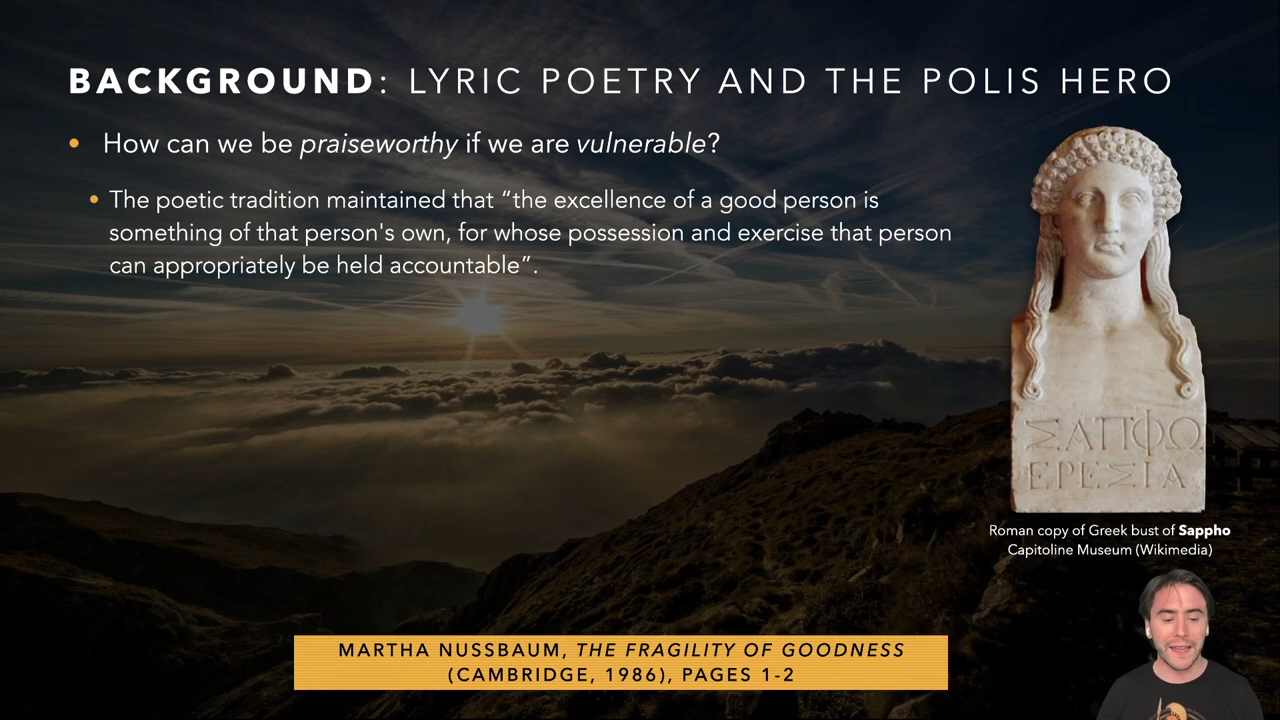 BACKGROUND: LYRIC POETRY AND THE POLIS HERO
• How can we be praiseworthy if we are vulnerable?
• The poetic tradition maintained that “the excellence of a good person is
something of that person's own, for whose possession and exercise that person
can appropriately be held accountable”.
ΣΑΠΦΩ
ΕΡΕΣΙΑ
Roman copy of Greek bust of Sappho
Capitoline Museum (Wikimedia)
MARTHA NUSSBAUM, THE FRAGILITY OF GOODNESS
(CAMBRIDGE, 1986), PAGES 1-2